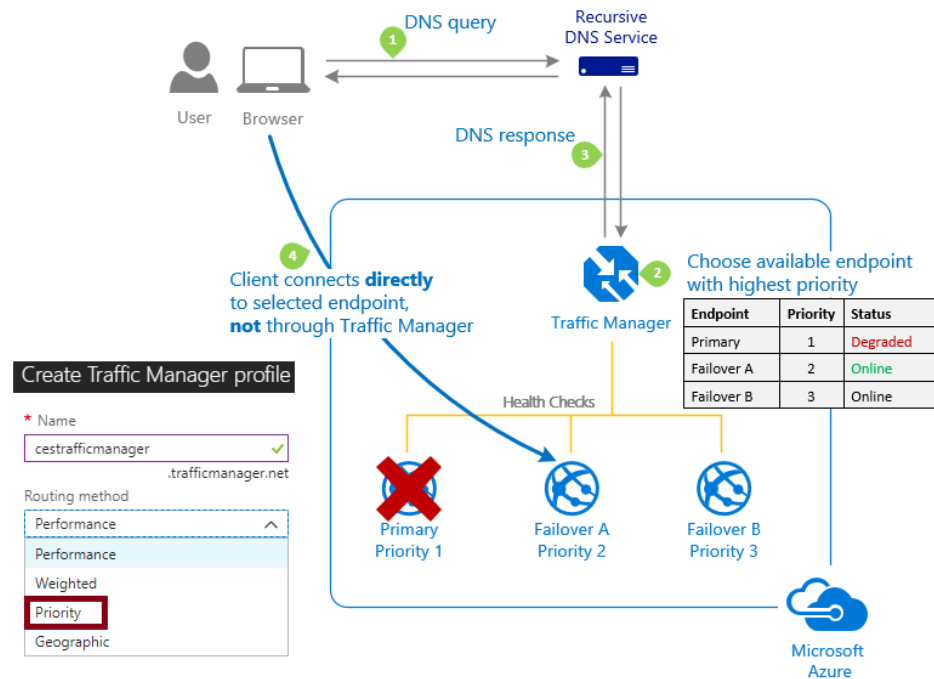 DNS query
1
Recursive
DNS Service
User
Browser
DNS response
3
4
Client connects directly
to selected endpoint,
not through Traffic Manager
2
Traffic Manager
Choose available endpoint
with highest priority
Endpoint Priority Status
Primary 1 Degraded
Failover A 2 Online
Failover B 3 Online
Health Checks
Primary
Priority 1
Failover A
Priority 2
Failover B
Priority 3
Microsoft
Azure
Create Traffic Manager profile
* Name
cestrafficmanager
.trafficmanager.net
Routing method
Performance
Performance
Weighted
Priority
Geographic